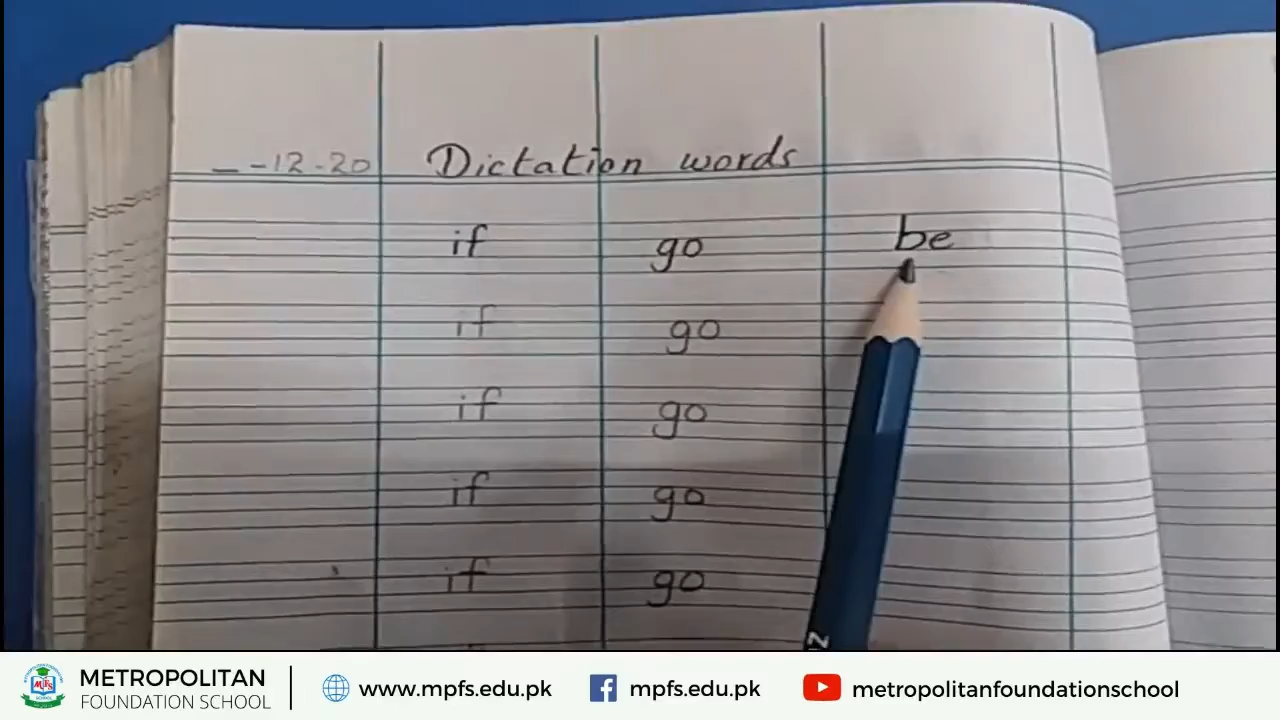 _-12-20 Dictation words
if go be
if go
if go
if go
if go
METROPOLITAN
FOUNDATION SCHOOL
www.mpfs.edu.pk
mpfs.edu.pk
metropolitanfoundationschool